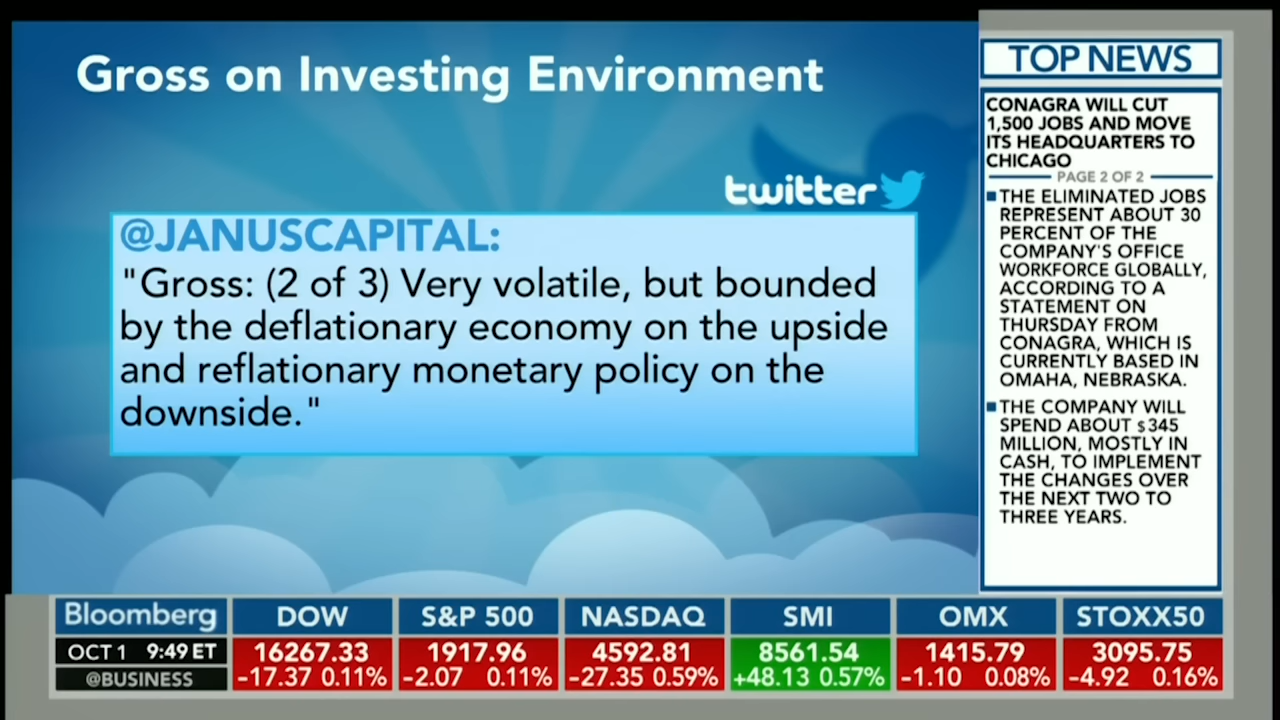 Gross on Investing Environment
twitter
@JANUSCAPITAL:
"Gross: (2 of 3) Very volatile, but bounded
by the deflationary economy on the upside
and reflationary monetary policy on the
downside."
TOP NEWS
CONAGRA WILL CUT
1,500 JOBS AND MOVE
ITS HEADQUARTERS TO
CHICAGO
PAGE 2 OF 2
THE ELIMINATED JOBS
REPRESENT ABOUT 30
PERCENT OF THE
COMPANY'S OFFICE
WORKFORCE GLOBALLY,
ACCORDING TO A
STATEMENT ON
THURSDAY FROM
CONAGRA, WHICH IS
CURRENTLY BASED IN
OMAHA, NEBRASKA.
THE COMPANY WILL
SPEND ABOUT $345
MILLION, MOSTLY IN
CASH, TO IMPLEMENT
THE CHANGES OVER
THE NEXT TWO TO
THREE YEARS.
Bloomberg DOW S&P 500 NASDAQ SMI OMX STOXX50
OCT 1 9:49 ET 16267.33 1917.96 4592.81 8561.54 1415.79 3095.75
@BUSINESS -17.37 0.11% -2.07 0.11% -27.35 0.59% +48.13 0.57% -1.10 0.08% -4.92 0.16%